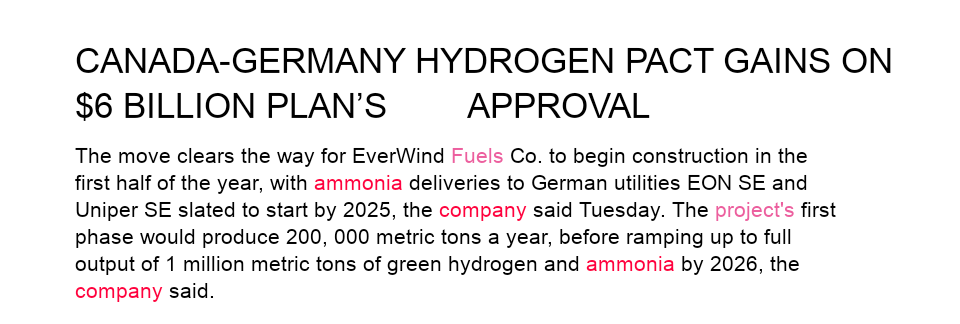 CANADA-GERMANY HYDROGEN PACT GAINS ON
$6 BILLION PLAN’S APPROVAL
The move clears the way for EverWind Fuels Co. to begin construction in the
first half of the year, with ammonia deliveries to German utilities EON SE and
Uniper SE slated to start by 2025, the company said Tuesday. The project's first
phase would produce 200, 000 metric tons a year, before ramping up to full
output of 1 million metric tons of green hydrogen and ammonia by 2026, the
company said.